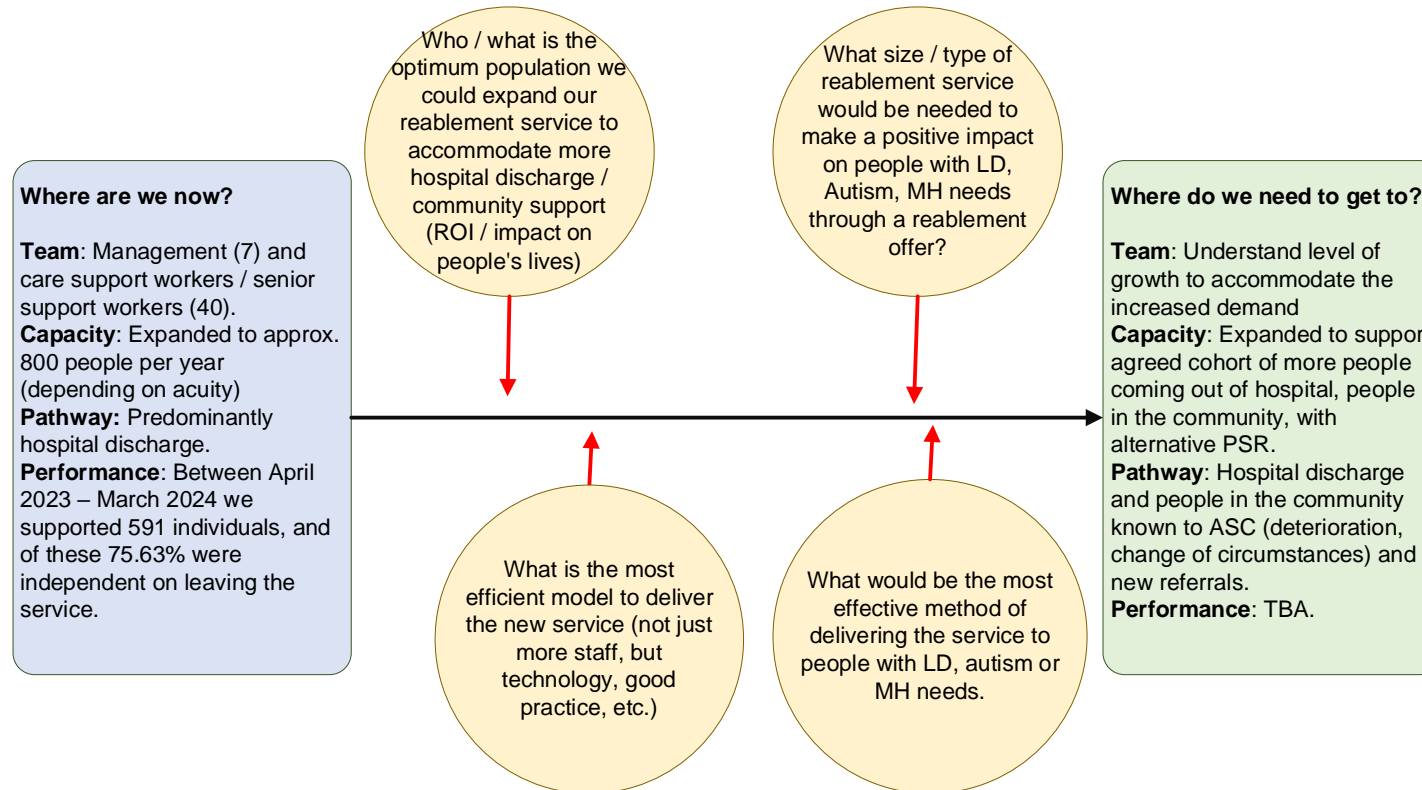 Where are we now?
Team: Management (7) and
care support workers / senior
support workers (40).
Capacity: Expanded to approx.
800 people per year
(depending on acuity)
Pathway: Predominantly
hospital discharge.
Performance: Between April
2023 – March 2024 we
supported 591 individuals, and
of these 75.63% were
independent on leaving the
service.
Who / what is the
optimum population we
could expand our
reablement service to
accommodate more
hospital discharge /
community support
(ROI / impact on
people's lives)
What size / type of
reablement service
would be needed to
make a positive impact
on people with LD,
Autism, MH needs
through a reablement
offer?
What is the most
efficient model to deliver
the new service (not just
more staff, but
technology, good
practice, etc.)
What would be the most
effective method of
delivering the service to
people with LD, autism or
MH needs.
Where do we need to get to?
Team: Understand level of
growth to accommodate the
increased demand
Capacity: Expanded to suppor
agreed cohort of more people
coming out of hospital, people
in the community, with
alternative PSR.
Pathway: Hospital discharge
and people in the community
known to ASC (deterioration,
change of circumstances) and
new referrals.
Performance: TBA.